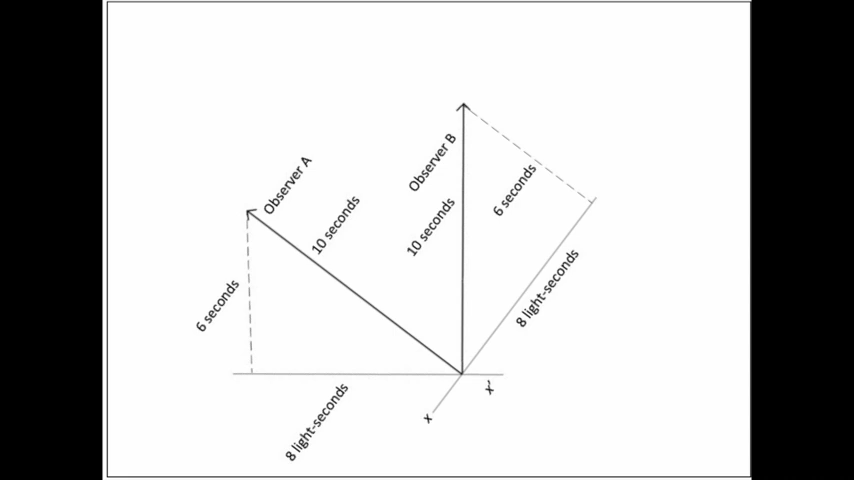 Observer A
10 seconds
6 seconds
8 light-seconds
Observer B
10 seconds
6 seconds
8 light-seconds
x
x'